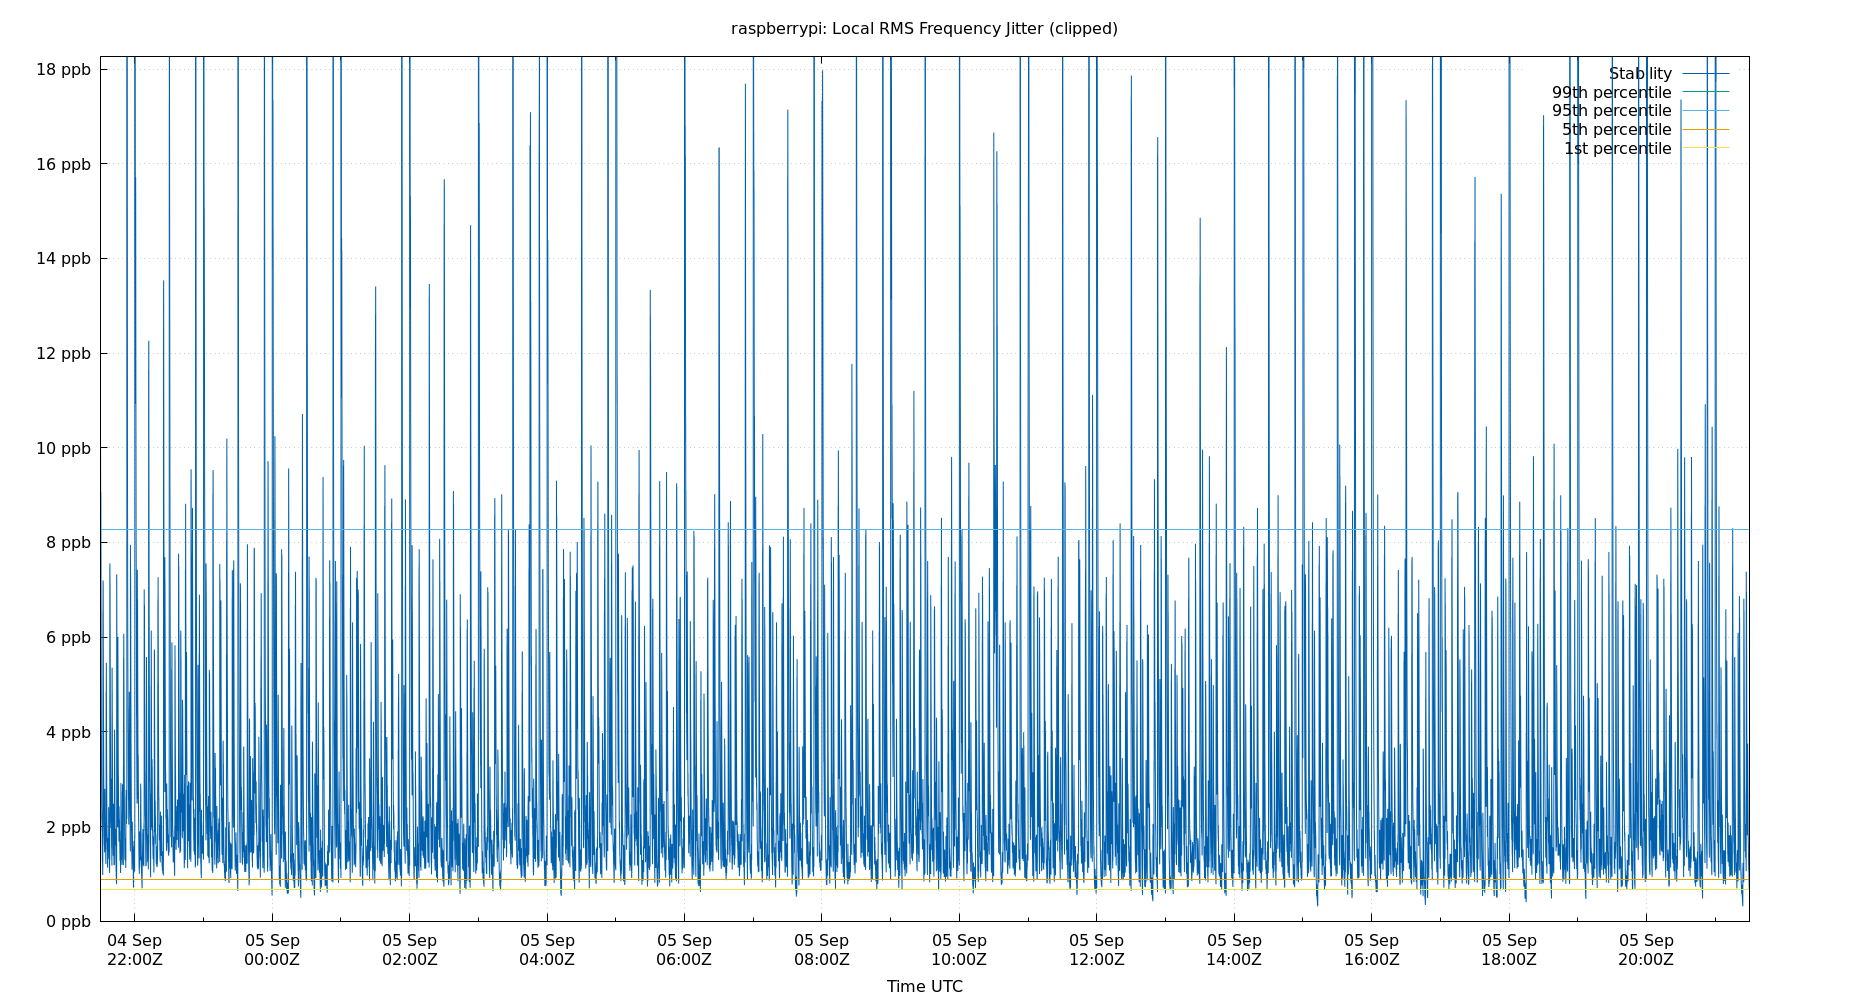 raspberrypi: Local RMS Frequency Jitter (clipped)
18 ppb
16 ppb
14 ppb
12 ppb
10 ppb
8 ppb
6 ppb
4 ppb
2 ppb
0 ppb
Stability
99th percentile
95th percentile
5th percentile
1st percentile
04 Sep 05 Sep 05 Sep 05 Sep 05 Sep 05 Sep 05 Sep 05 Sep 05 Sep 05 Sep 05 Sep 05 Sep
22:00Z 00:00Z 02:00Z 04:00Z 06:00Z 08:00Z 10:00Z 12:00Z 14:00Z 16:00Z 18:00Z 20:00Z
Time UTC